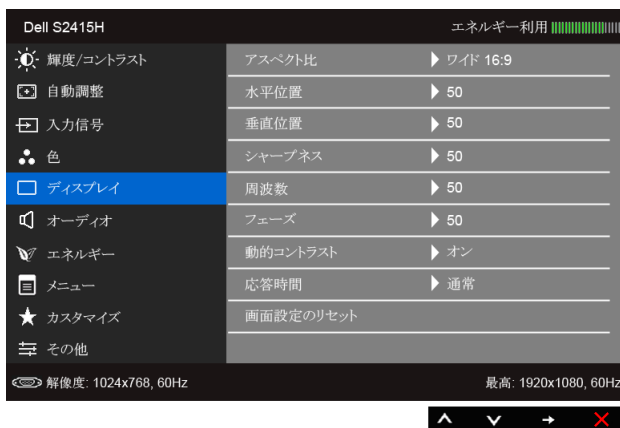 Dell S2415H エネルギー利用
輝度/コントラスト アスペクト比 ワイド 16:9
自動調整 水平位置 50
入力信号 垂直位置 50
色 シャープネス 50
ディスプレイ 周波数 50
オーディオ フェーズ 50
エネルギー 動的コントラスト オン
メニュー 応答時間 通常
カスタマイズ 画面設定のリセット
その他
解像度: 1024x768, 60Hz 最高: 1920x1080, 60Hz